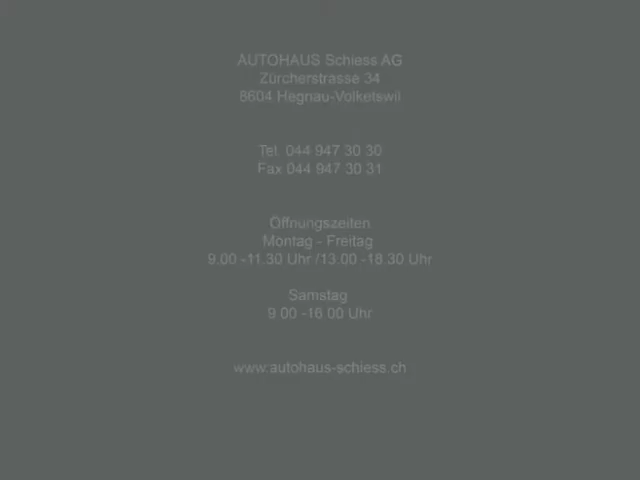 AUTOHAUS Schiess AG
Zürcherstrasse 34
8604 Hegnau-Volketswil
Tel. 044 947 30 30
Fax 044 947 30 31
Öffnungszeiten
Montag - Freitag
9.00 -11.30 Uhr /13.00 -18.30 Uhr
Samstag
9.00 -16.00 Uhr
www.autohaus-schiess.ch